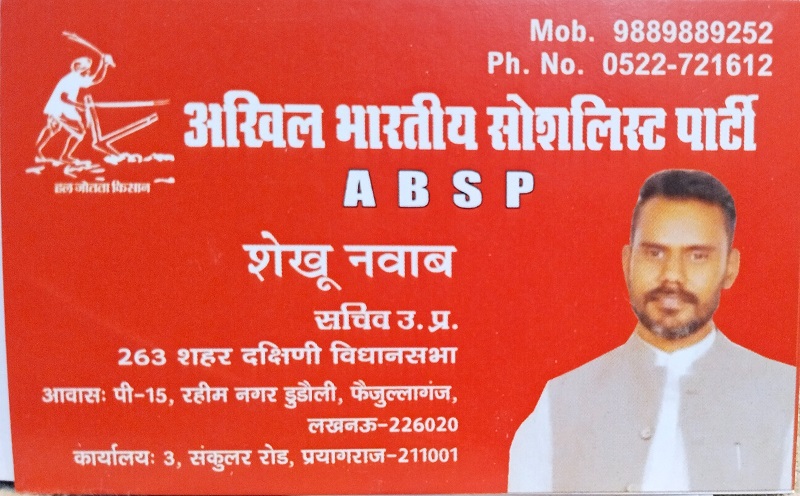 Mob. 9889889252
Ph. No. 0522-721612
अखिल भारतीय सोशलिस्ट पार्टी
A B S P
हल जोतता किसान
शेखू नवाब
सचिव उ.प्र.
263 शहर दक्षिणी विधानसभा
आवासः पी-15, रहीम नगर डुडौली, फैजुल्लागंज,
लखनऊ-226020
कार्यालयः 3, संकुलर रोड, प्रयागराज-211001